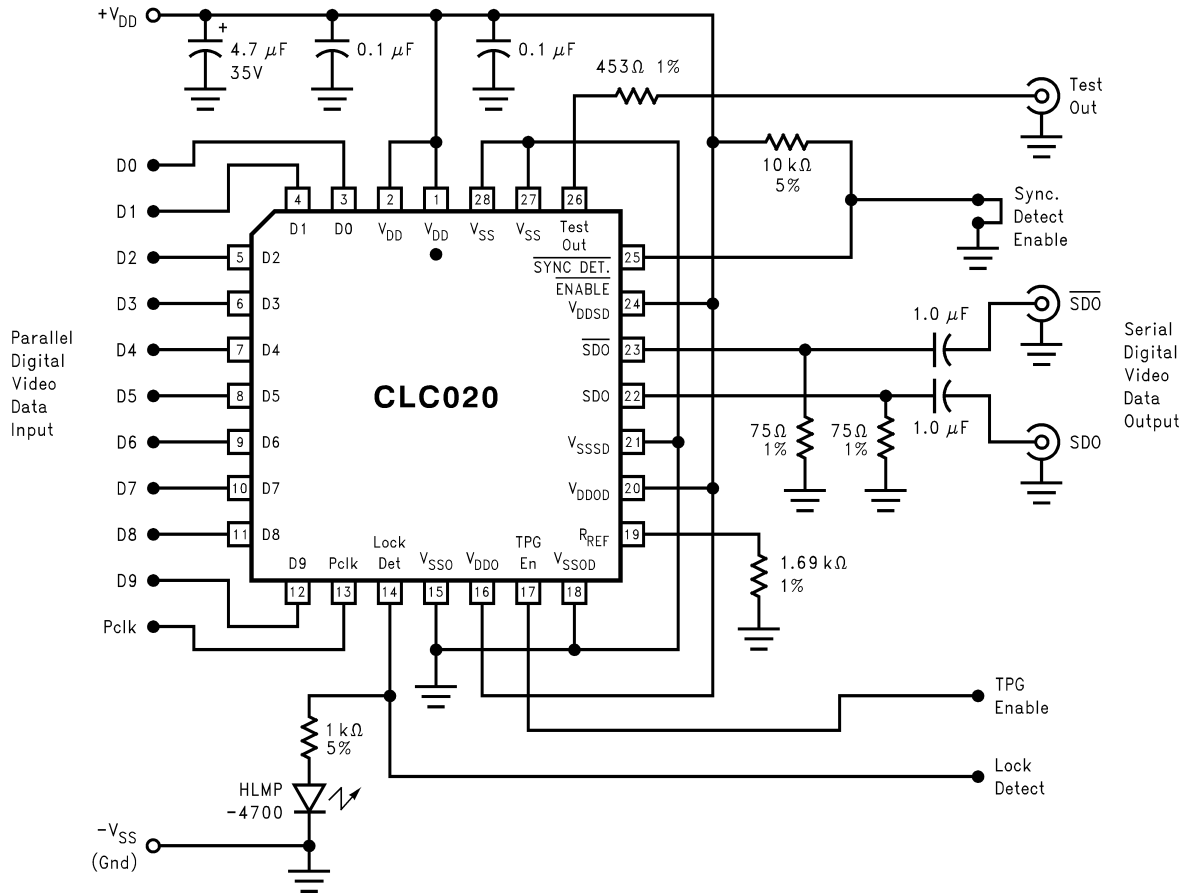 +VDD
+
4.7 μF
35V
0.1 μF
0.1 μF
453Ω 1%
Test
Out
10 kΩ
5%
Sync.
Detect
Enable
D0
D1
D2
D3
D4
D5
D6
D7
D8
D9
Pclk
Parallel
Digital
Video
Data
Input
4
3
2
1
28
27
26
D1
D0
VDD
VDD
VSS
VSS
Test
Out
5
D2
6
D3
7
D4
8
D5
9
D6
10
D7
11
D8
CLC020
SYNC DET.
ENABLE
25
VDDSD
24
SDO
23
SDO
22
VSSSD
21
VDDOD
20
RREF
19
D9
Pclk
Lock
Det
VSSO
VDDO
TPG
En
VSSOD
12
13
14
15
16
17
18
1.0 μF
SDO
1.0 μF
SDO
75Ω
1%
75Ω
1%
Serial
Digital
Video
Data
Output
1.69 kΩ
1%
TPG
Enable
Lock
Detect
1 kΩ
5%
HLMP
-4700
-VSS
(Gnd)